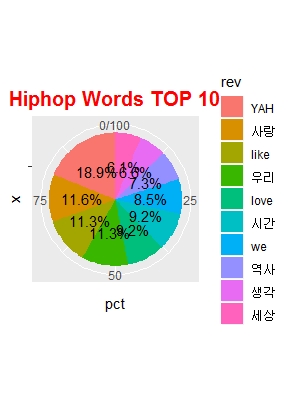 Hiphop Words TOP 10
rev
YAH
사랑
like
우리
love
시간
we
역사
생각
세상
0/100
6.1%
6.6%
18.9%
7.3%
11.6%
8.5%
75
25
9.2%
11.3%
11.3%
9.2%
50
x
pct